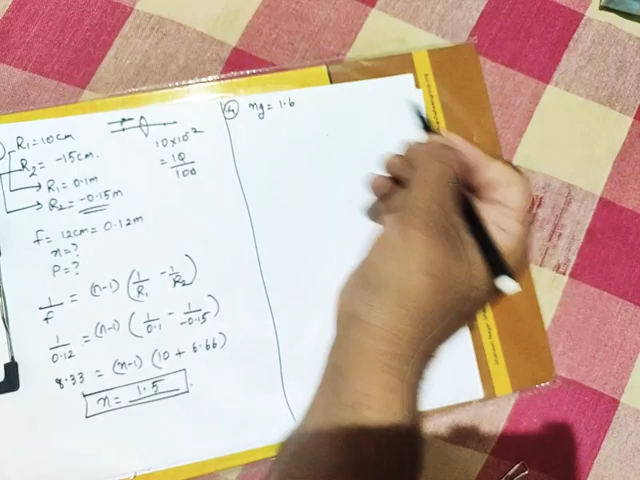 R₁=10cm
R₂= -15cm.
R₁ = 0.1m
R₂ = -0.15m
10×10⁻²
= 10/100
f= 12cm = 0.12m
n=?
P=?
1/f = (n-1) (1/R₁ - 1/R₂)
1/0.12 = (n-1) (1/0.1 - 1/-0.15)
8.33 = (n-1) (10 + 6.66)
n= 1.5
ng= 1.6